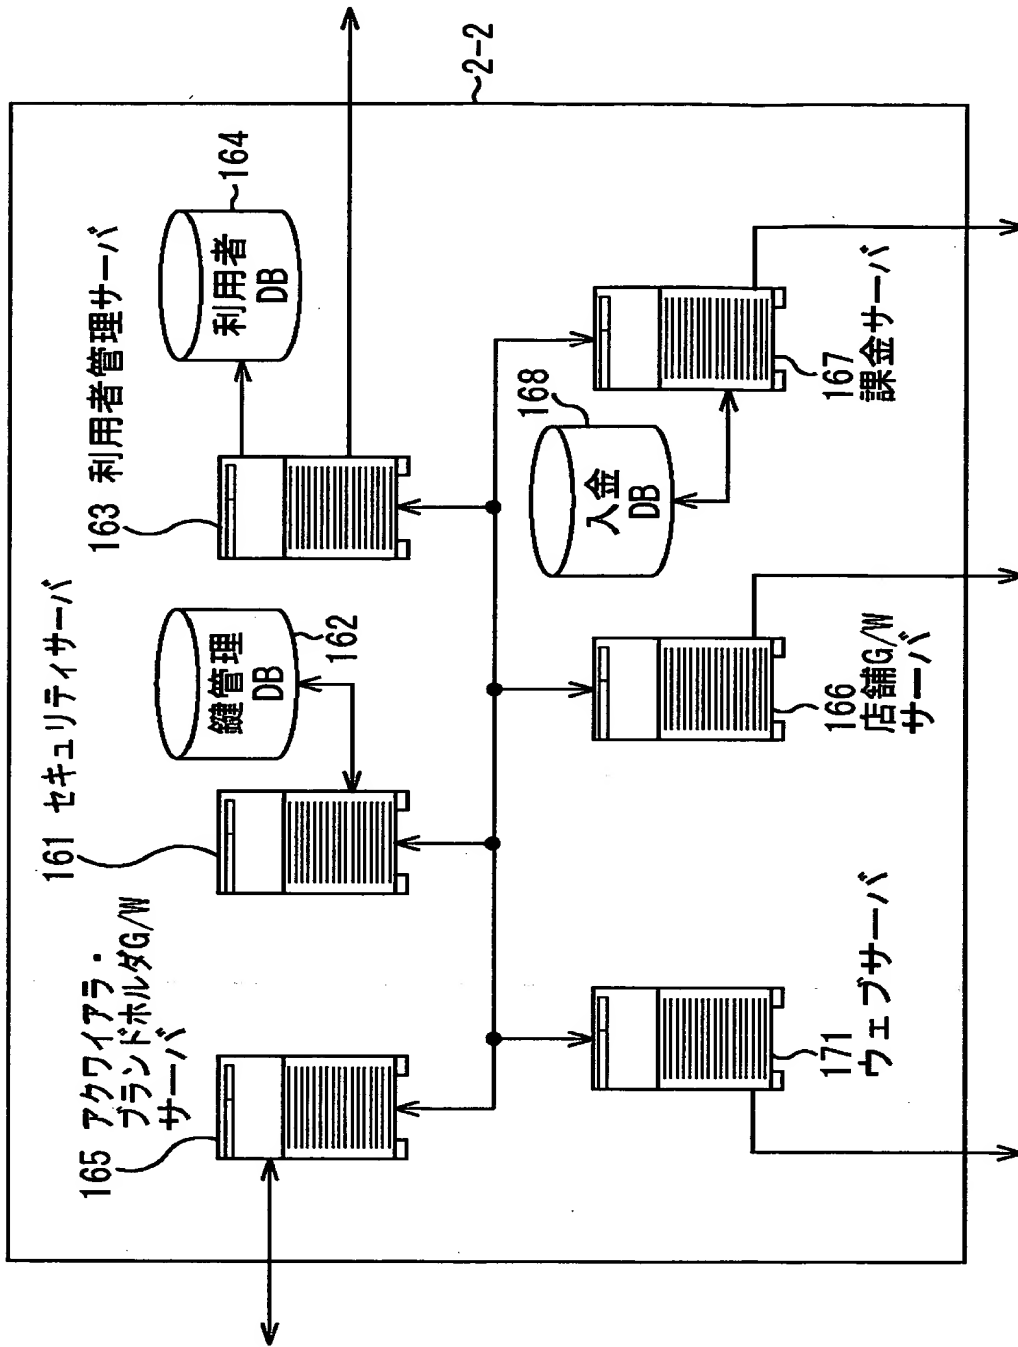 2-2
165 アクワイアラ・
ブランドホルダG/W
サーバ
161 セキュリティサーバ
鍵管理
DB
162
163 利用者管理サーバ
利用者
DB
164
171
ウェブサーバ
166
店舗G/W
サーバ
入金
DB
168
167
課金サーバ